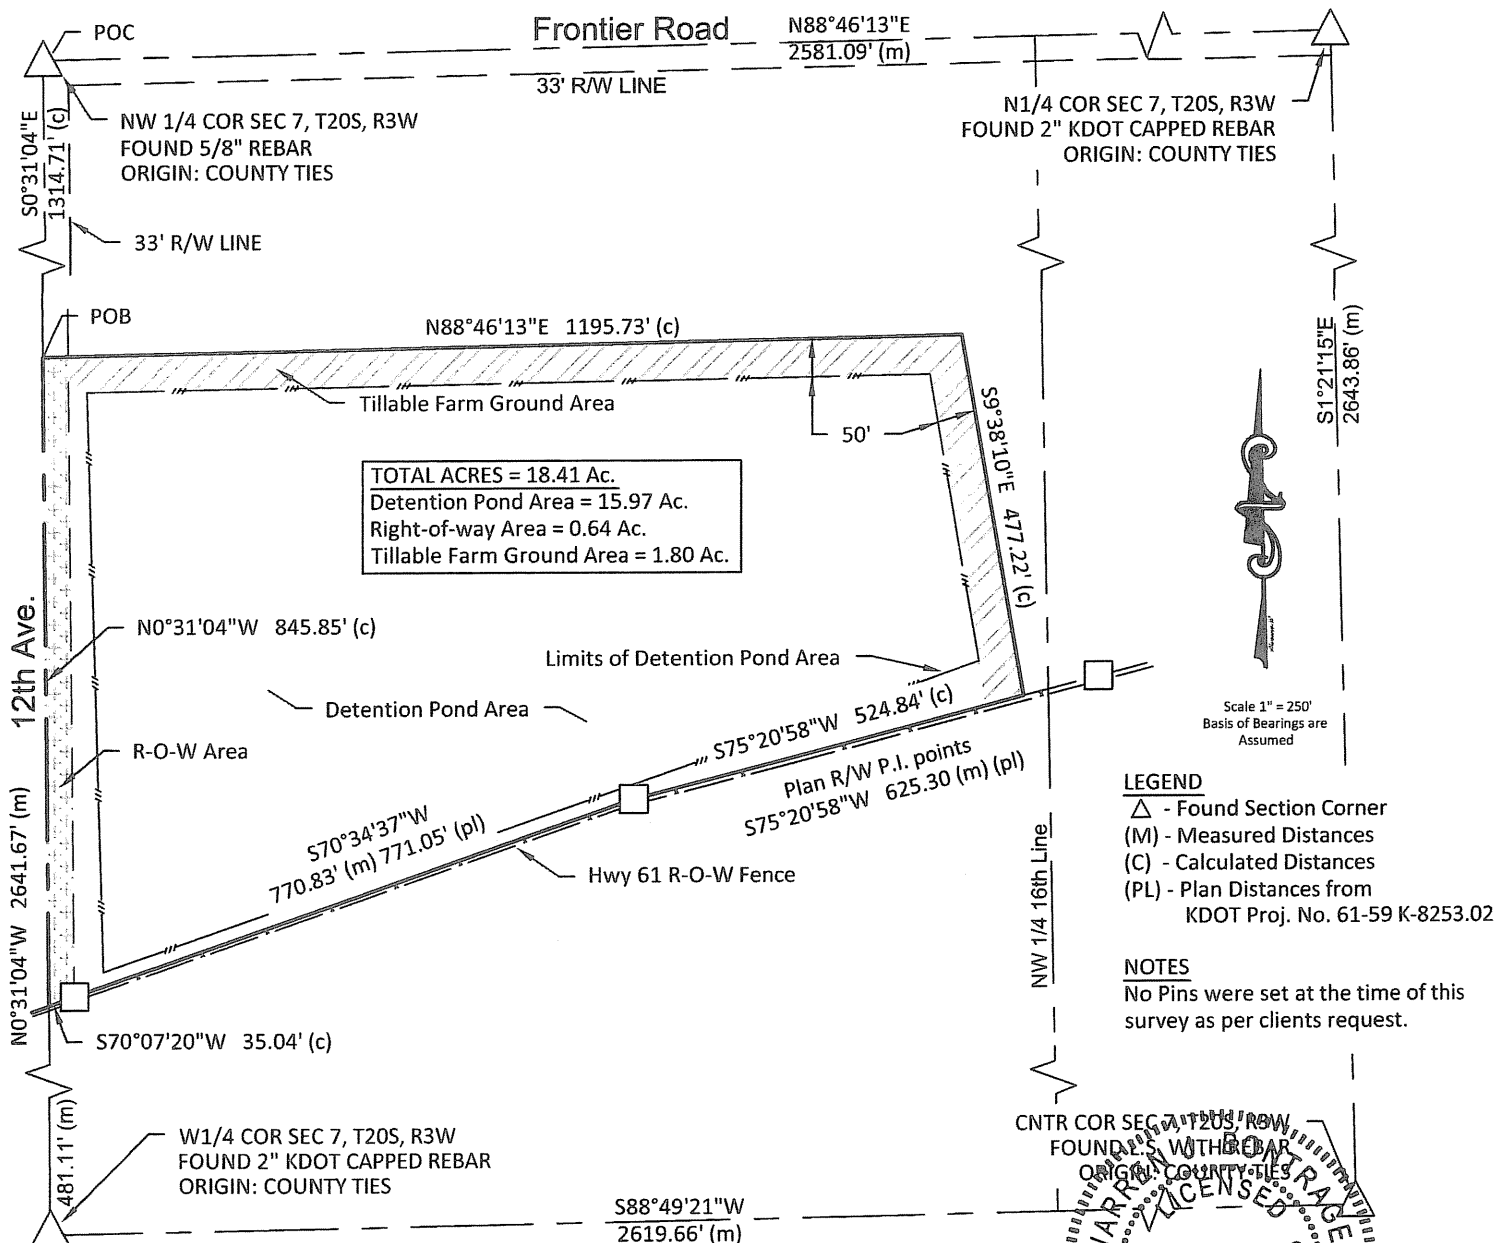 POC
Frontier Road
N88°46'13"E
2581.09' (m)
33' R/W LINE
NW 1/4 COR SEC 7, T20S, R3W
FOUND 5/8" REBAR
ORIGIN: COUNTY TIES
N1/4 COR SEC 7, T20S, R3W
FOUND 2" KDOT CAPPED REBAR
ORIGIN: COUNTY TIES
S0°31'04"E
1314.71' (c)
33' R/W LINE
POB
N88°46'13"E 1195.73' (c)
S1°21'15"E
2643.86' (m)
Tillable Farm Ground Area
50'
S9°38'10"E 477.22' (c)
TOTAL ACRES = 18.41 Ac.
Detention Pond Area = 15.97 Ac.
Right-of-way Area = 0.64 Ac.
Tillable Farm Ground Area = 1.80 Ac.
12th Ave.
N0°31'04"W 845.85' (c)
Limits of Detention Pond Area
Detention Pond Area
R-O-W Area
S75°20'58"W 524.84' (c)
Plan R/W P.I. points
S75°20'58"W 625.30 (m) (pl)
Scale 1" = 250'
Basis of Bearings are
Assumed
S70°34'37"W
770.83' (m) 771.05' (pl)
Hwy 61 R-O-W Fence
NW 1/4 16th Line
N0°31'04"W 2641.67' (m)
LEGEND
△ - Found Section Corner
(M) - Measured Distances
(C) - Calculated Distances
(PL) - Plan Distances from
KDOT Proj. No. 61-59 K-8253.02
NOTES
No Pins were set at the time of this
survey as per clients request.
S70°07'20"W 35.04' (c)
481.11' (m)
W1/4 COR SEC 7, T20S, R3W
FOUND 2" KDOT CAPPED REBAR
ORIGIN: COUNTY TIES
CNTR COR SEC 7, T20S, R3W
FOUND L.S. WITH REBAR
ORIGIN: COUNTY TIES
S88°49'21"W
2619.66' (m)
LICENSED